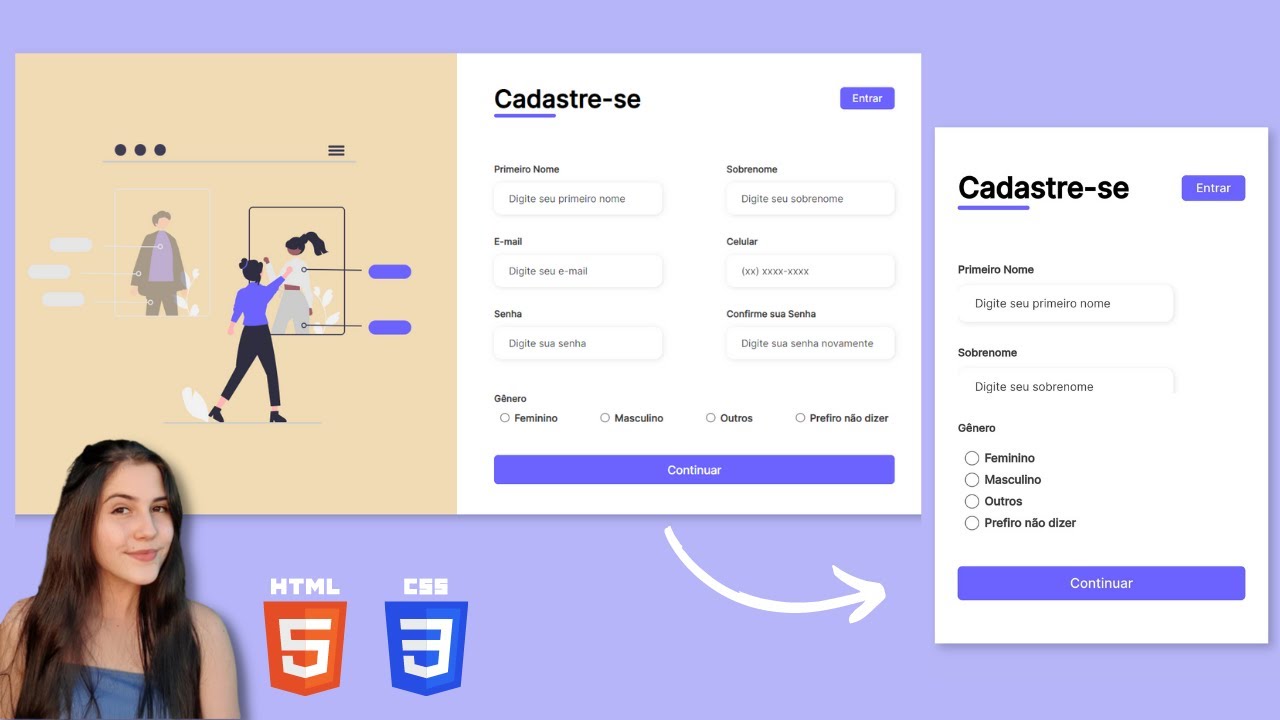 Cadastre-se
Entrar
Primeiro Nome
Sobrenome
Digite seu primeiro nome
Digite seu sobrenome
E-mail
Celular
Digite seu e-mail
(xx) xxxx-xxxx
Senha
Confirme sua Senha
Digite sua senha
Digite sua senha novamente
Gênero
Feminino Masculino Outros Prefiro não dizer
Continuar
Cadastre-se
Entrar
Primeiro Nome
Digite seu primeiro nome
Sobrenome
Digite seu sobrenome
Gênero
Feminino
Masculino
Outros
Prefiro não dizer
Continuar
HTML
5
CSS
3